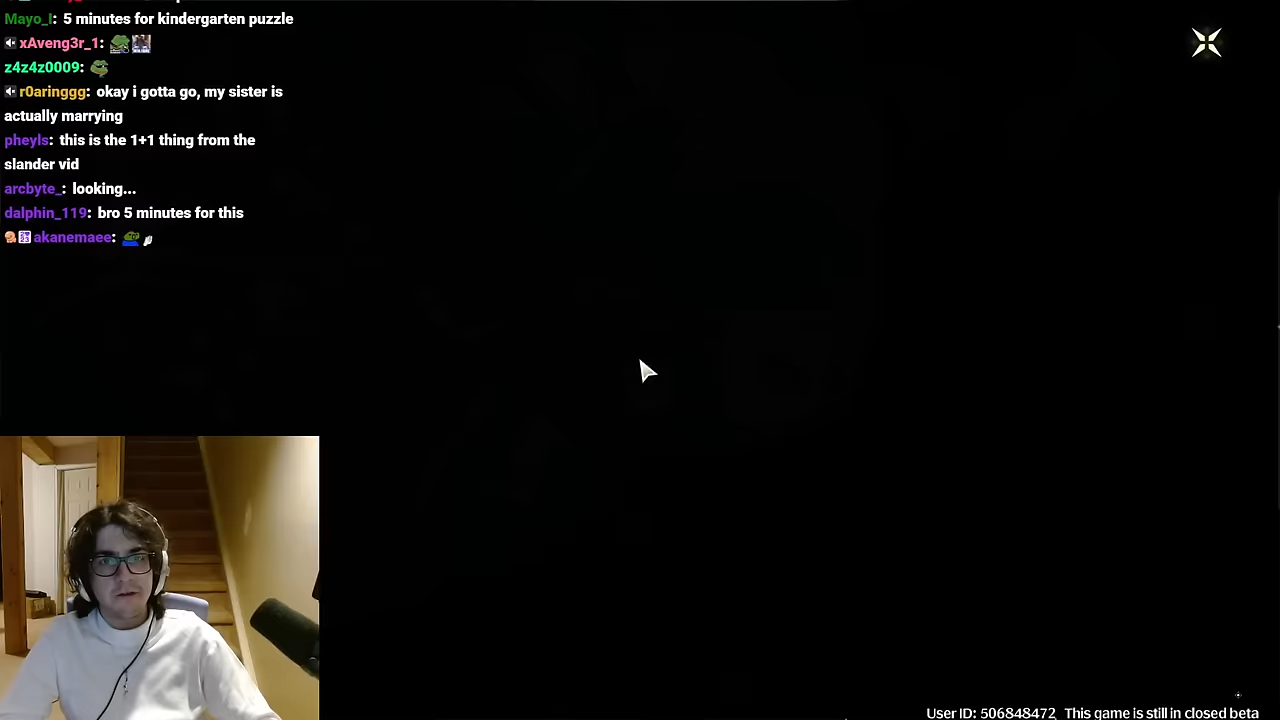 Mayo_l: 5 minutes for kindergarten puzzle
xAveng3r_1:
z4z4z0009:
r0aringgg: okay i gotta go, my sister is
actually marrying
pheyls: this is the 1+1 thing from the
slander vid
arcbyte_: looking...
dalphin_119: bro 5 minutes for this
akanemaee:
User ID: 506848472 This game is still in closed beta